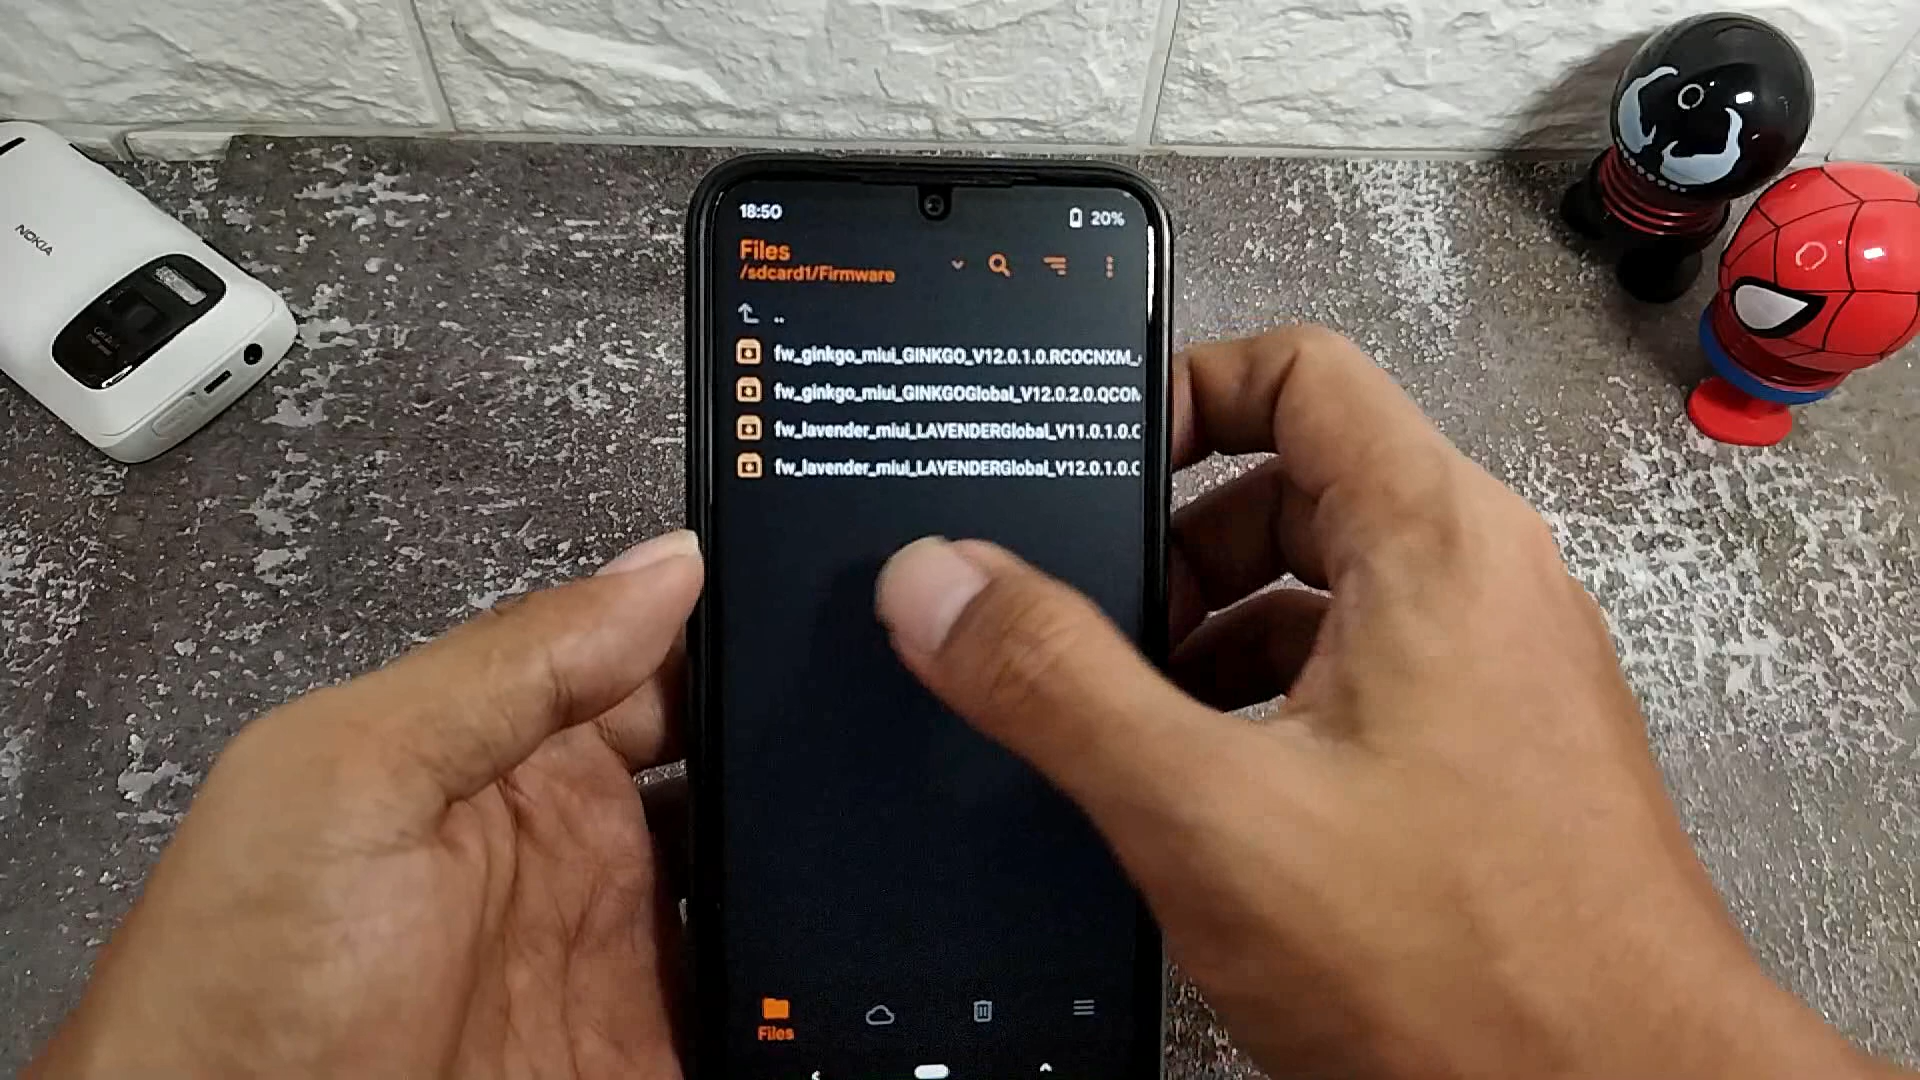 NOKIA
18:50
20%
Files
/sdcard1/Firmware
..
fw_ginkgo_miui_GINKGO_V12.0.1.0.RCOCNXM_
fw_ginkgo_miui_GINKGOGlobal_V12.0.2.0.QCOM
fw_lavender_miui_LAVENDERGlobal_V11.0.1.0.
fw_lavender_miui_LAVENDERGlobal_V12.0.1.0.
Files